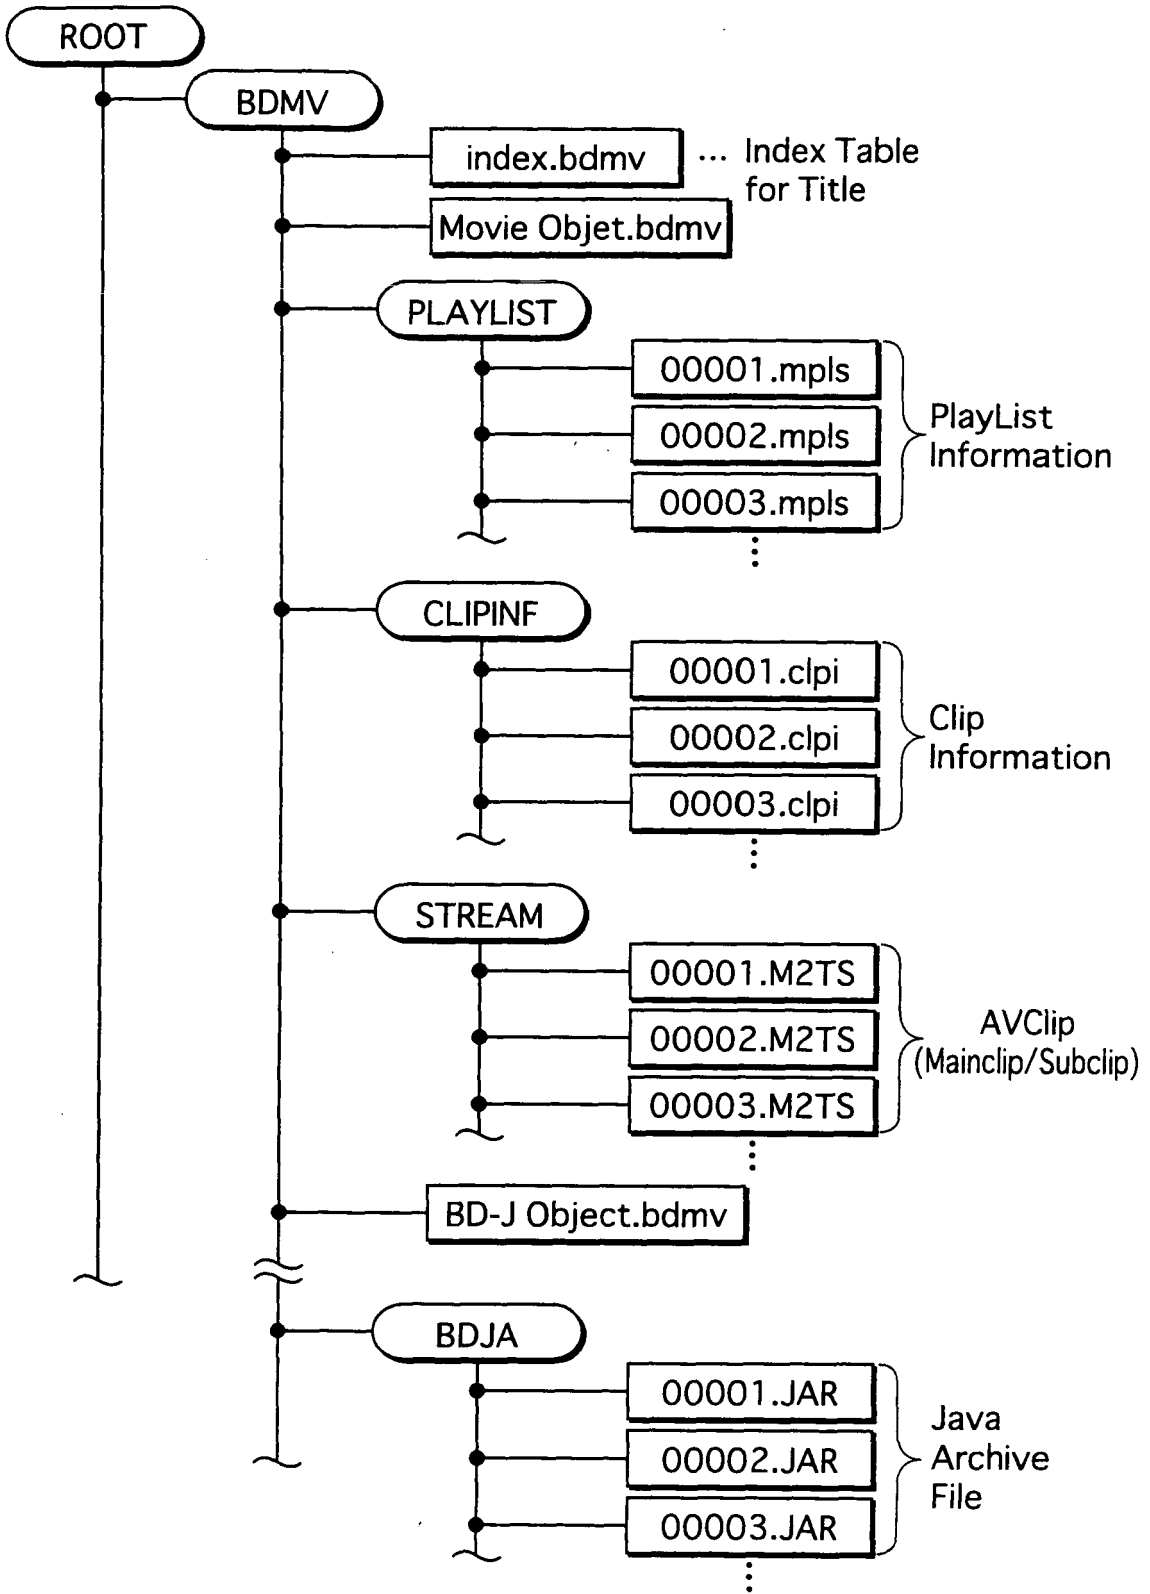 ROOT
BDMV
index.bdmv ... Index Table
for Title
Movie Objet.bdmv
PLAYLIST
00001.mpls
00002.mpls
00003.mpls
PlayList
Information
CLIPINF
00001.clpi
00002.clpi
00003.clpi
Clip
Information
STREAM
00001.M2TS
00002.M2TS
00003.M2TS
AVClip
(Mainclip/Subclip)
BD-J Object.bdmv
BDJA
00001.JAR
00002.JAR
00003.JAR
Java
Archive
File